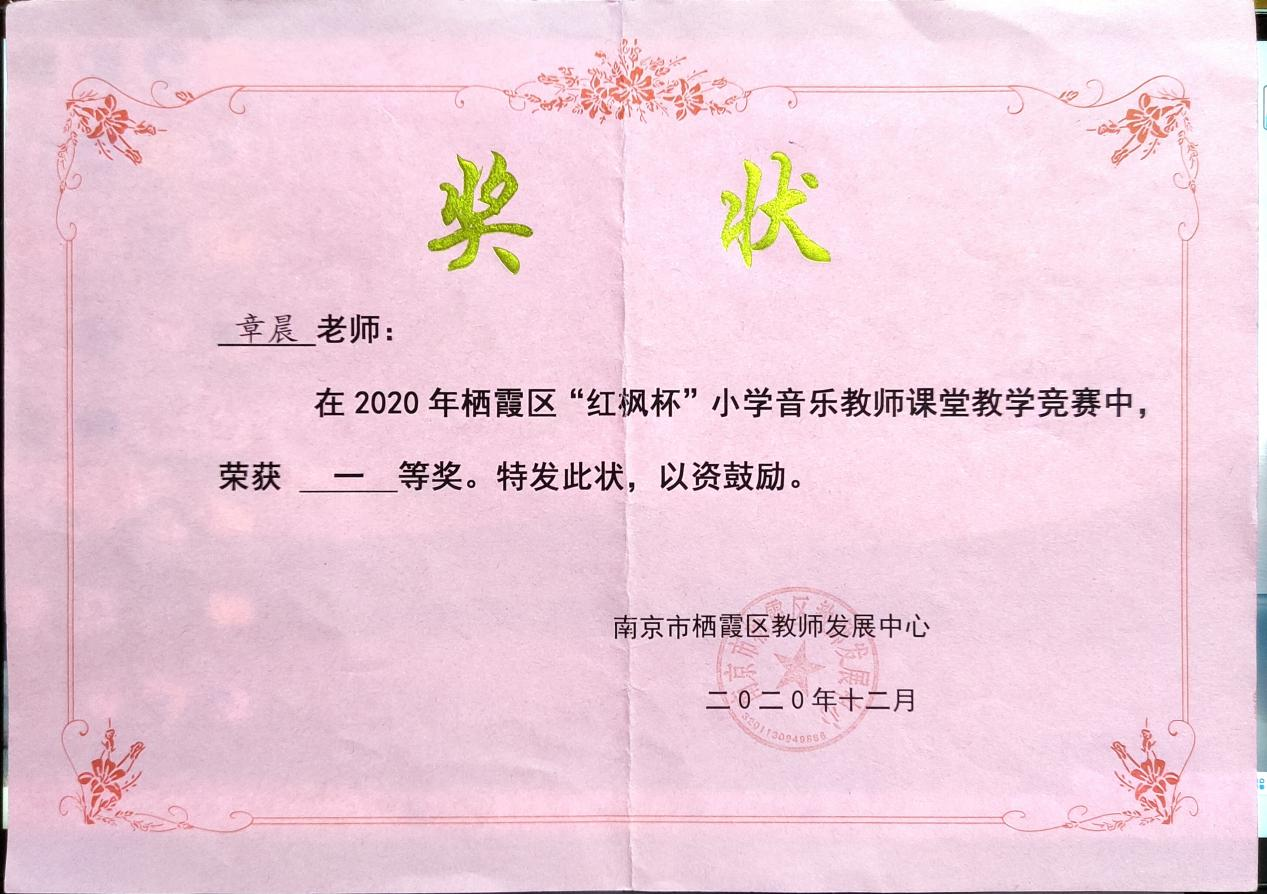 奖 状
章晨 老师：
在2020年栖霞区“红枫杯”小学音乐教师课堂教学竞赛中，
荣获 一 等奖。特发此状，以资鼓励。
南京市栖霞区教师发展中心
二0二0年十二月